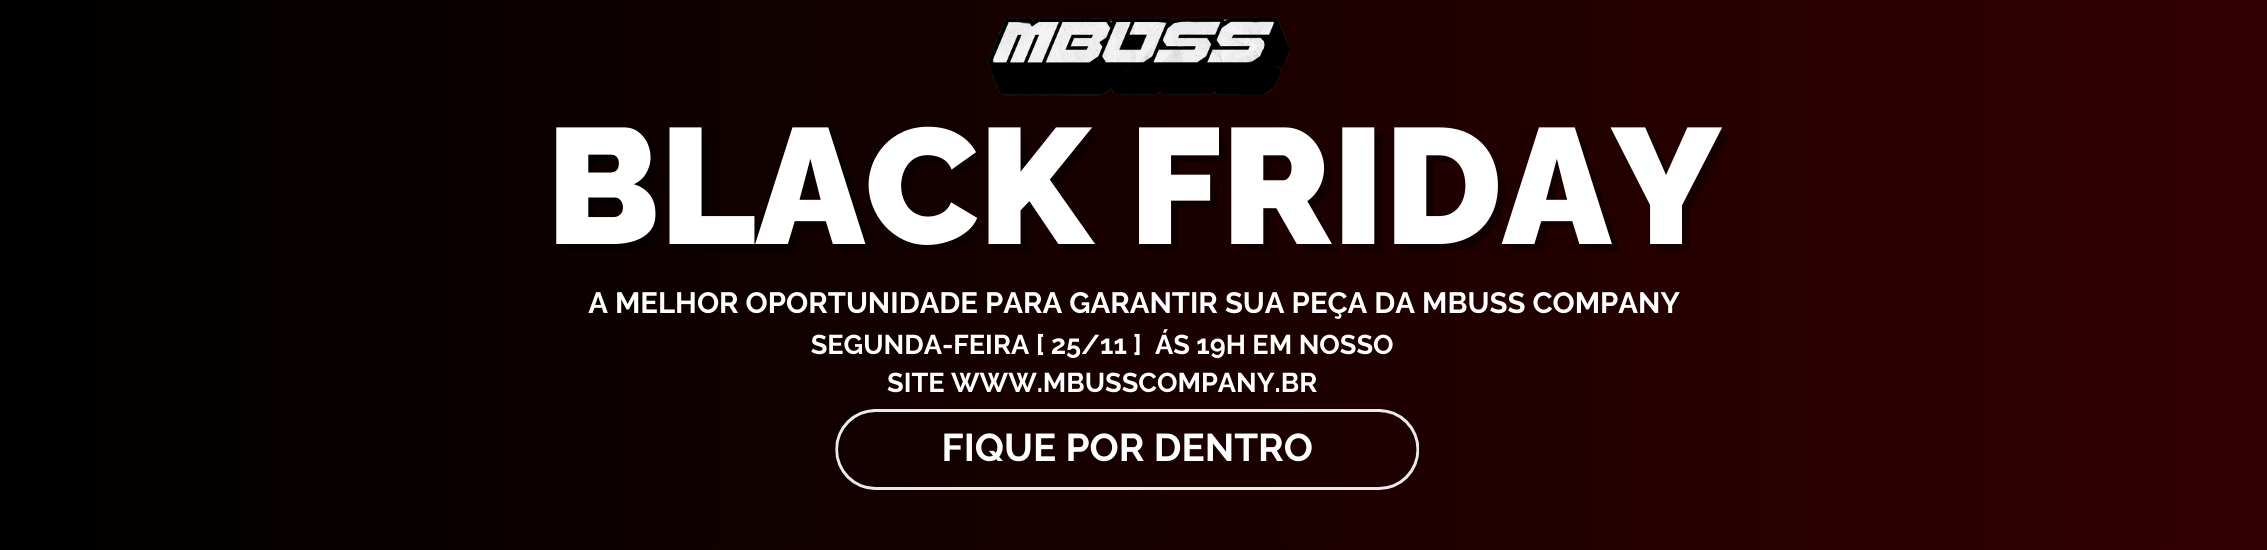 MBUSS
BLACK FRIDAY
A MELHOR OPORTUNIDADE PARA GARANTIR SUA PEÇA DA MBUSS COMPANY
SEGUNDA-FEIRA [ 25/11 ] ÁS 19H EM NOSSO
SITE WWW.MBUSSCOMPANY.BR
FIQUE POR DENTRO